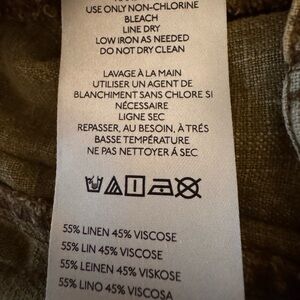 USE ONLY NON-CHLORINE
BLEACH
LINE DRY
LOW IRON AS NEEDED
DO NOT DRY CLEAN
LAVAGE À LA MAIN
UTILISER UN AGENT DE
BLANCHIMENT SANS CHLORE SI
NÉCESSAIRE
LIGNE SEC
REPASSER, AU BESOIN, À TRÉS
BASSE TEMPÉRATURE
NE PAS NETTOYER Á SEC
55% LINEN 45% VISCOSE
55% LIN 45% VISCOSE
55% LEINEN 45% VISKOSE
55% LINO 45% VISCOSA